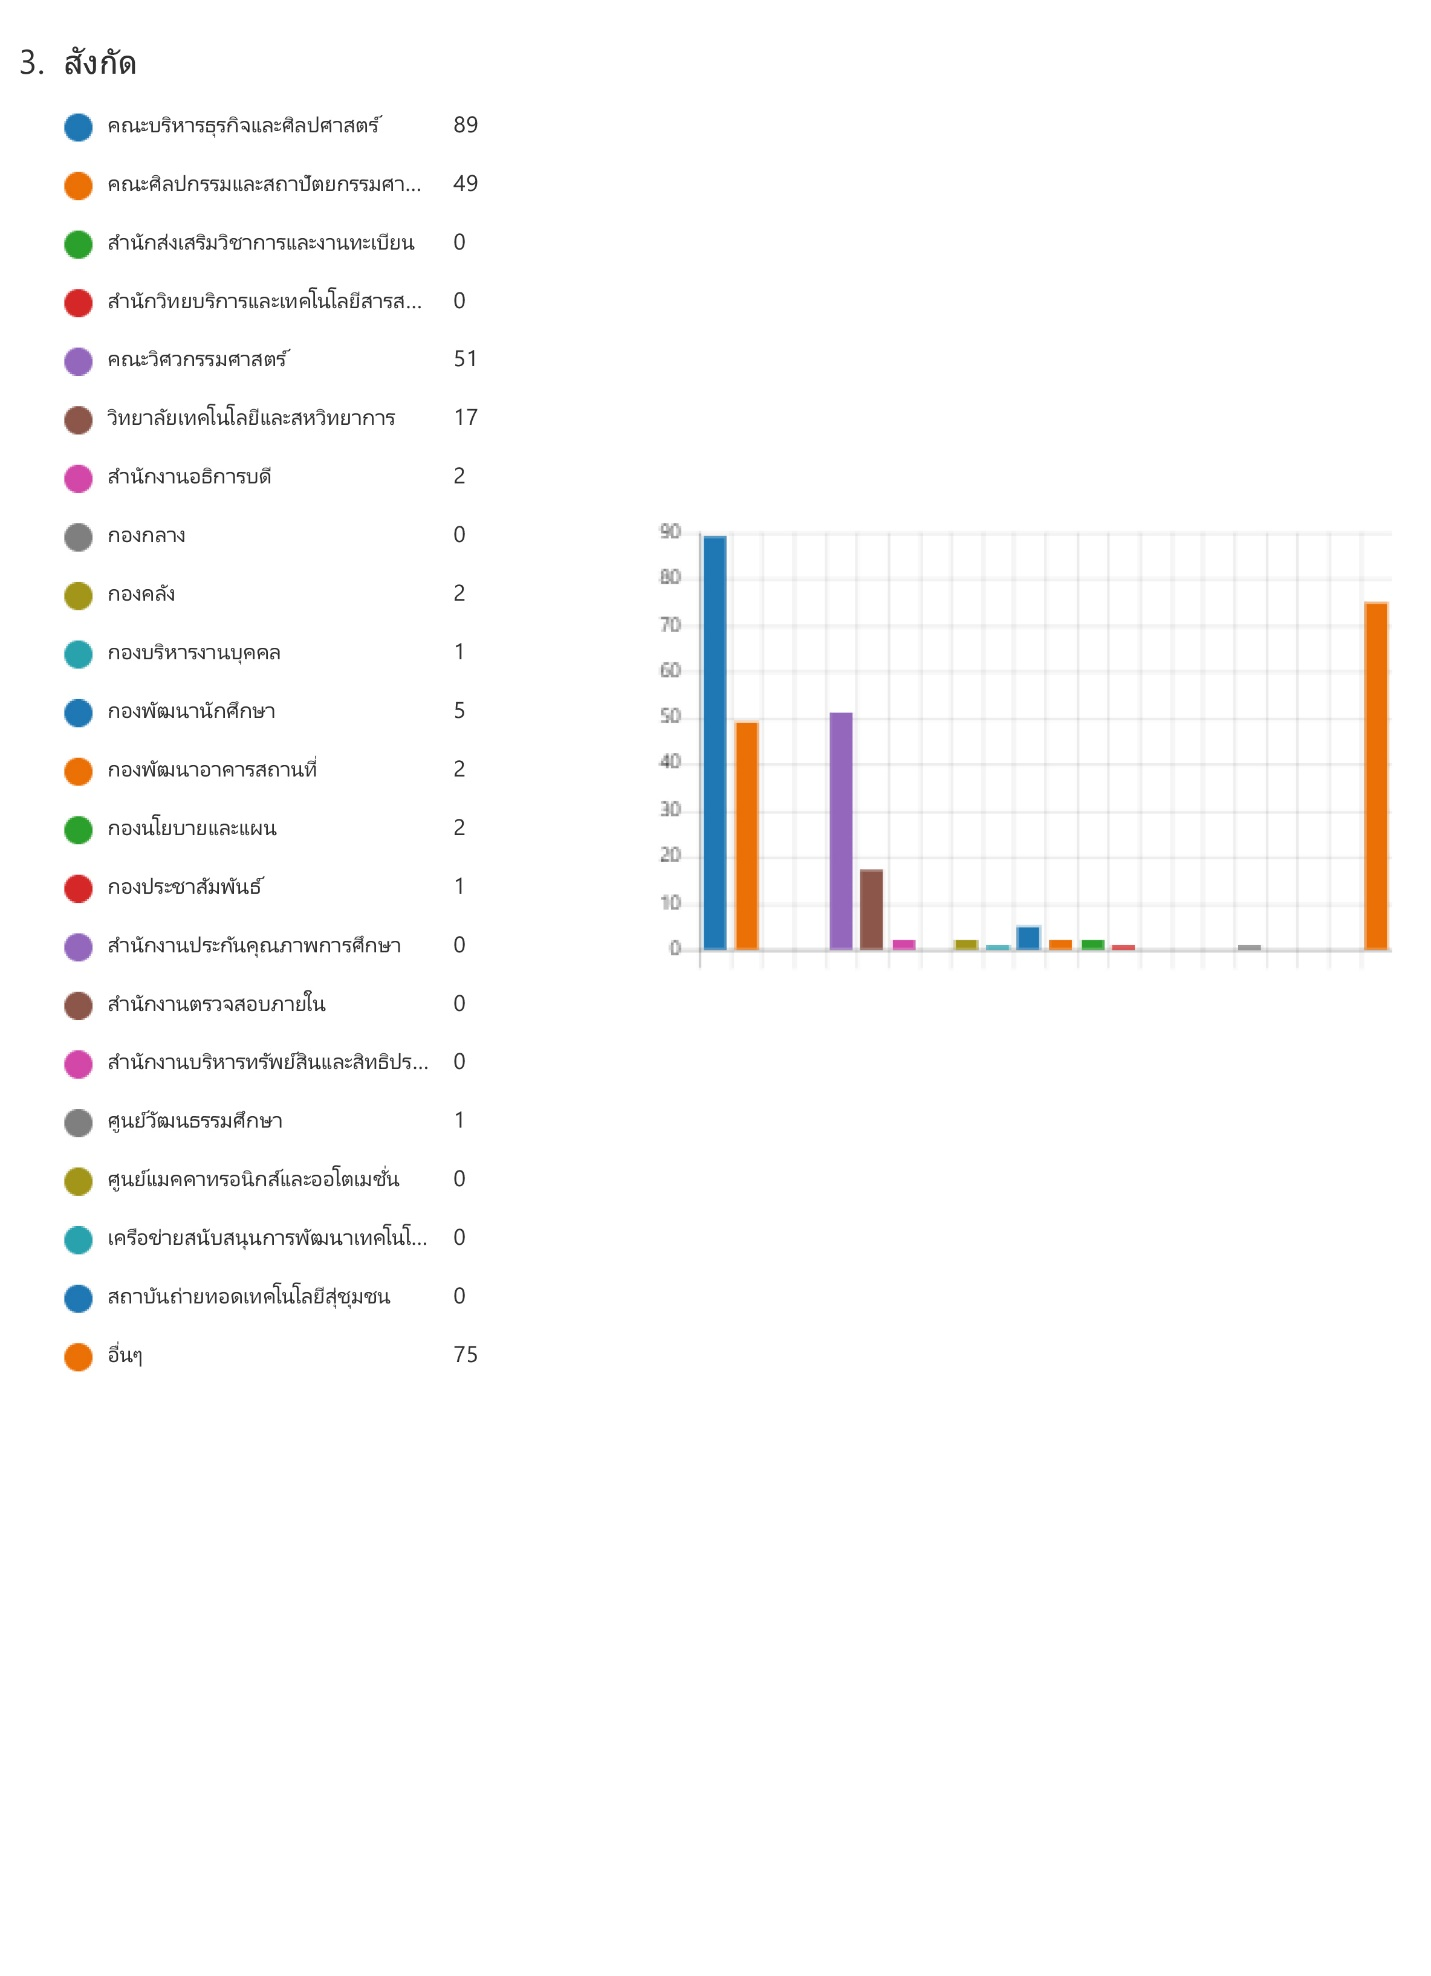 3. สังกัด
คณะบริหารธุรกิจและศิลปศาสตร์ 89
คณะศิลปกรรมและสถาปัตยกรรมศา... 49
สำนักส่งเสริมวิชาการและงานทะเบียน 0
สำนักวิทยบริการและเทคโนโลยีสารส... 0
คณะวิศวกรรมศาสตร์ 51
วิทยาลัยเทคโนโลยีและสหวิทยาการ 17
สำนักงานอธิการบดี 2
กองกลาง 0
กองคลัง 2
กองบริหารงานบุคคล 1
กองพัฒนานักศึกษา 5
กองพัฒนาอาคารสถานที่ 2
กองนโยบายและแผน 2
กองประชาสัมพันธ์ 1
สำนักงานประกันคุณภาพการศึกษา 0
สำนักงานตรวจสอบภายใน 0
สำนักงานบริหารทรัพย์สินและสิทธิปร... 0
ศูนย์วัฒนธรรมศึกษา 1
ศูนย์แมคคาทรอนิกส์และออโตเมชั่น 0
เครือข่ายสนับสนุนการพัฒนาเทคโนโ... 0
สถาบันถ่ายทอดเทคโนโลยีสู่ชุมชน 0
อื่นๆ 75
90
80
70
60
50
40
30
20
10
0